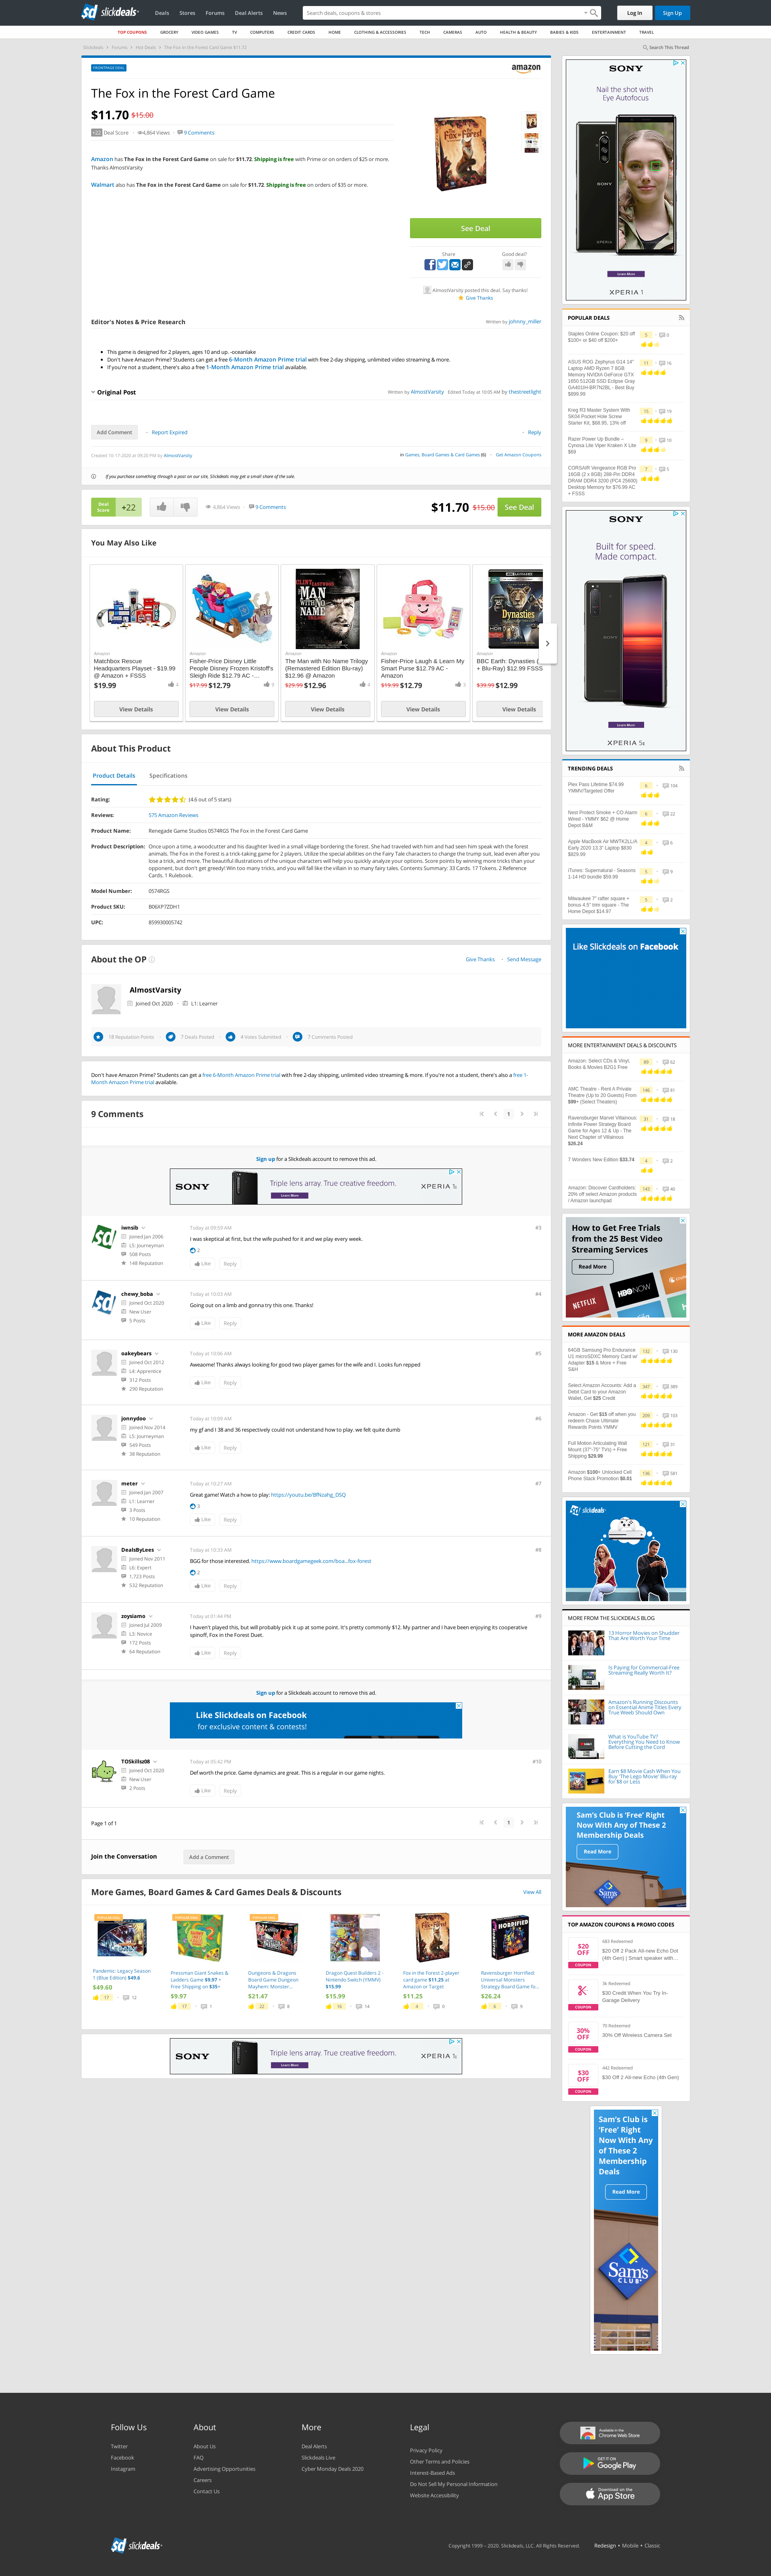 slickdeals
Deals Stores Forums Deal Alerts News
Search deals, coupons & stores
Log In
Sign Up
TOP COUPONS GROCERY VIDEO GAMES TV COMPUTERS CREDIT CARDS HOME CLOTHING & ACCESSORIES TECH CAMERAS AUTO HEALTH & BEAUTY BABIES & KIDS ENTERTAINMENT TRAVEL
Slickdeals > Forums > Hot Deals > The Fox in the Forest Card Game $11.72
Search This Thread
FRONTPAGE DEAL
amazon
The Fox in the Forest Card Game
$11.70 $15.00
+22 Deal Score 4,864 Views 9 Comments
Amazon has The Fox in the Forest Card Game on sale for $11.72. Shipping is free with Prime or on orders of $25 or more.
Thanks AlmostVarsity
Walmart also has The Fox in the Forest Card Game on sale for $11.72. Shipping is free on orders of $35 or more.
See Deal
Share Good deal?
AlmostVarsity posted this deal. Say thanks!
Give Thanks
Editor's Notes & Price Research
Written by johnny_miller
This game is designed for 2 players, ages 10 and up. -oceanlake
Don't have Amazon Prime? Students can get a free 6-Month Amazon Prime trial with free 2-day shipping, unlimited video streaming & more.
If you're not a student, there's also a free 1-Month Amazon Prime trial available.
Original Post
Written by AlmostVarsity Edited Today at 10:05 AM by thestreetlight
Add Comment
Report Expired
Reply
Created 10-17-2020 at 09:20 PM by AlmostVarsity
in Games, Board Games & Card Games (6) Get Amazon Coupons
If you purchase something through a post on our site, Slickdeals may get a small share of the sale.
Deal Score +22
4,864 Views 9 Comments
$11.70 $15.00 See Deal
You May Also Like
Amazon
Matchbox Rescue Headquarters Playset - $19.99 @ Amazon + FSSS
$19.99 4
View Details
Amazon
Fisher-Price Disney Little People Disney Frozen Kristoff's Sleigh Ride $12.79 AC -...
$17.99 $12.79
View Details
CLINT EASTWOOD
MAN WITH NO NAME
Amazon
The Man with No Name Trilogy (Remastered Edition Blu-ray) $12.96 @ Amazon
$29.99 $12.96
View Details
Amazon
Fisher-Price Laugh & Learn My Smart Purse $12.79 AC - Amazon
$19.99 $12.79
View Details
Dynasties
Amazon
BBC Earth: Dynasties (
+ Blu-Ray) $12.99 FSSS
$39.99 $12.99
View Details
About This Product
Product Details Specifications
Rating: (4.6 out of 5 stars)
Reviews: 575 Amazon Reviews
Product Name: Renegade Game Studios 0574RGS The Fox in the Forest Card Game
Product Description: Once upon a time, a woodcutter and his daughter lived in a small village bordering the forest. She had traveled with him and had seen him speak to the forest animals. The Fox in the Forest is a trick-taking game for 2 players. Utilize the special abilities of the many Fairy Tale characters to change the trump suit, lead even after you lose a trick, and more. The beautiful illustrations of the unique characters will help you quickly analyze your options. Score points by winning more tricks than your opponent, but don't get greedy! Win too many tricks, and you will fall like the villain in so many fairy tales. Contents Summary: 33 Cards. 17 Tokens. 2 Reference Cards. 1 Rulebook.
Model Number: 0574RGS
Product SKU: B06XP7ZDH1
UPC: 859930005742
About the OP
Give Thanks Send Message
AlmostVarsity
Joined Oct 2020 L1: Learner
18 Reputation Points 7 Deals Posted 4 Votes Submitted 7 Comments Posted
Don't have Amazon Prime? Students can get a free 6-Month Amazon Prime trial with free 2-day shipping, unlimited video streaming & more. If you're not a student, there's also a free 1-Month Amazon Prime trial available.
9 Comments
1
Sign up for a Slickdeals account to remove this ad.
SONY Triple lens array. True creative freedom. XPERIA 1
Learn More
iwnsib
Joined Jan 2006
L5: Journeyman
508 Posts
148 Reputation
Today at 09:59 AM #3
I was skeptical at first, but the wife pushed for it and we play every week.
2
Like Reply
chewy_boba
Joined Oct 2020
New User
5 Posts
Today at 10:03 AM #4
Going out on a limb and gonna try this one. Thanks!
Like Reply
oakeybears
Joined Oct 2012
L4: Apprentice
312 Posts
290 Reputation
Today at 10:06 AM #5
Aweaome! Thanks always looking for good two player games for the wife and I. Looks fun repped
Like Reply
jonnydoo
Joined Nov 2014
L5: Journeyman
549 Posts
38 Reputation
Today at 10:09 AM #6
my gf and I 38 and 36 respectively could not understand how to play. we felt quite dumb
Like Reply
meter
Joined Jan 2007
L1: Learner
3 Posts
10 Reputation
Today at 10:27 AM #7
Great game! Watch a how to play: https://youtu.be/BfNzahg_DSQ
3
Like Reply
DealsByLees
Joined Nov 2011
L6: Expert
1,723 Posts
532 Reputation
Today at 10:33 AM #8
BGG for those interested. https://www.boardgamegeek.com/boa...fox-forest
2
Like Reply
zoysiamo
Joined Jul 2009
L3: Novice
172 Posts
64 Reputation
Today at 01:44 PM #9
I haven't played this, but will probably pick it up at some point. It's pretty commonly $12. My partner and I have been enjoying its cooperative spinoff, Fox in the Forest Duet.
Like Reply
Sign up for a Slickdeals account to remove this ad.
Like Slickdeals on Facebook
for exclusive content & contests!
TOSkillsz08
Joined Oct 2020
New User
2 Posts
Today at 05:43 PM #10
Def worth the price. Game dynamics are great. This is a regular in our game nights.
Like Reply
Page 1 of 1
1
Join the Conversation
Add a Comment
More Games, Board Games & Card Games Deals & Discounts
View All
Pandemic: Legacy Season 1 (Blue Edition) $49.6
$49.60
17 12
Pressman Giant Snakes & Ladders Game $9.97 + Free Shipping on $35+
$9.97
17 1
Dungeons & Dragons Board Game Dungeon Mayhem: Monster...
$21.47
22 8
Dragon Quest Builders 2 - Nintendo Switch (YMMV) $15.99
$15.99
16 14
Fox in the Forest 2-player card game $11.25 at Amazon or Target
$11.25
4 0
HORRIFIED
Ravensburger Horrified: Universal Monsters Strategy Board Game fo...
$26.24
6 9
SONY Triple lens array. True creative freedom. XPERIA 1
Learn More
SONY
Nail the shot with Eye Autofocus
Learn More
XPERIA 1
POPULAR DEALS
Staples Online Coupon: $20 off $100+ or $40 off $200+
5 0
ASUS ROG Zephyrus G14 14" Laptop AMD Ryzen 7 8GB Memory NVIDIA GeForce GTX 1650 512GB SSD Eclipse Gray GA401IH-BR7N2BL - Best Buy $899.99
11 16
Kreg R3 Master System With SK04 Pocket Hole Screw Starter Kit, $68.85, 13% off
15 19
Razer Power Up Bundle – Cynosa Lite Viper Kraken X Lite $69
9 10
CORSAIR Vengeance RGB Pro 16GB (2 x 8GB) 288-Pin DDR4 DRAM DDR4 3200 (PC4 25600) Desktop Memory for $76.99 AC + FSSS
7 5
SONY
Built for speed. Made compact.
Learn More
XPERIA 5
TRENDING DEALS
Plex Pass Lifetime $74.99 YMMV/Targeted Offer
6 104
Nest Protect Smoke + CO Alarm Wired - YMMY $62 @ Home Depot B&M
6 22
Apple MacBook Air MWTK2LL/A Early 2020 13.3" Laptop $830 $829.99
4 6
iTunes: Supernatural - Seasons 1-14 HD bundle $59.99
5 9
Milwaukee 7" rafter square + bonus 4.5" trim square - The Home Depot $14.97
5 2
Like Slickdeals on Facebook
MORE ENTERTAINMENT DEALS & DISCOUNTS
Amazon: Select CDs & Vinyl, Books & Movies B2G1 Free
89 62
AMC Theatre - Rent A Private Theatre (Up to 20 Guests) From $99+ (Select Theaters)
146 81
Ravensburger Marvel Villainous: Infinite Power Strategy Board Game for Ages 12 & Up - The Next Chapter of Villainous $26.24
31 18
7 Wonders New Edition $33.74
4 2
Amazon: Discover Cardholders: 20% off select Amazon products / Amazon launchpad
144 40
How to Get Free Trials from the 25 Best Video Streaming Services
Read More
MORE AMAZON DEALS
64GB Samsung Pro Endurance U1 microSDXC Memory Card w/ Adapter $15 & More + Free S&H
132 130
Select Amazon Accounts: Add a Debit Card to your Amazon Wallet, Get $25 Credit
347 389
Amazon - Get $15 off when you redeem Chase Ultimate Rewards Points YMMV
209 103
Full Motion Articulating Wall Mount (37"-75" TVs) + Free Shipping $29.99
121 31
Amazon $100+ Unlocked Cell Phone Stack Promotion $0.01
136 581
slickdeals
MORE FROM THE SLICKDEALS BLOG
13 Horror Movies on Shudder That Are Worth Your Time
Is Paying for Commercial-Free Streaming Really Worth It?
Amazon's Running Discounts on Essential Anime Titles Every True Weeb Should Own
What is YouTube TV? Everything You Need to Know Before Cutting the Cord
Earn $8 Movie Cash When You Buy 'The Lego Movie' Blu-ray for $8 or Less
Sam's Club is 'Free' Right Now With Any of These 2 Membership Deals
Read More
TOP AMAZON COUPONS & PROMO CODES
$20 OFF
COUPON
683 Redeemed
$20 Off 2 Pack All-new Echo Dot (4th Gen) | Smart speaker with...
COUPON
3k Redeemed
$30 Credit When You Try In-Garage Delivery
30% OFF
COUPON
70 Redeemed
30% Off Wireless Camera Set
$30 OFF
COUPON
442 Redeemed
$30 Off 2 All-new Echo (4th Gen)
Sam's Club is 'Free' Right Now With Any of These 2 Membership Deals
Read More
Sam's CLUB
Follow Us
Twitter
Facebook
Instagram
About
About Us
FAQ
Advertising Opportunities
Careers
Contact Us
More
Deal Alerts
Slickdeals Live
Cyber Monday Deals 2020
Legal
Privacy Policy
Other Terms and Policies
Interest-Based Ads
Do Not Sell My Personal Information
Website Accessibility
Available in the Chrome Web Store
GET IT ON Google Play
Download on the App Store
slickdeals
Copyright 1999 – 2020. Slickdeals, LLC. All Rights Reserved. Redesign • Mobile • Classic